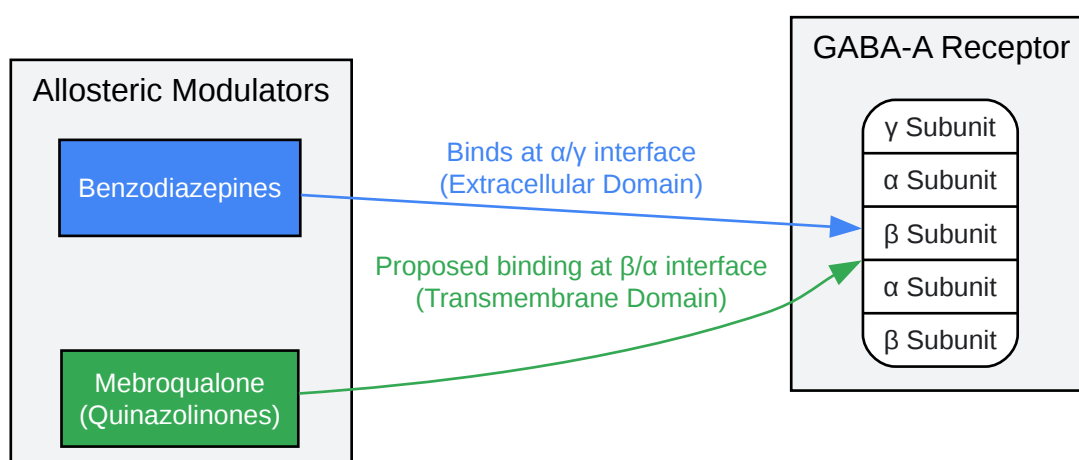 Allosteric Modulators
Benzodiazepines
Mebroqualone
(Quinazolinones)
Binds at α/γ interface
(Extracellular Domain)
Proposed binding at β/α interface
(Transmembrane Domain)
GABA-A Receptor
γ Subunit
α Subunit
β Subunit
α Subunit
β Subunit